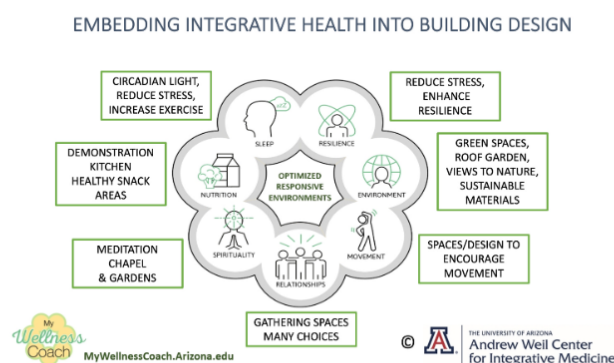 EMBEDDING INTEGRATIVE HEALTH INTO BUILDING DESIGN
CIRCADIAN LIGHT,
REDUCE STRESS,
INCREASE EXERCISE
REDUCE STRESS,
ENHANCE
RESILIENCE
SLEEP
RESILIENCE
DEMONSTRATION
KITCHEN
HEALTHY SNACK
AREAS
NUTRITION
OPTIMIZED
RESPONSIVE
ENVIRONMENTS
ENVIRONMENT
GREEN SPACES,
ROOF GARDEN,
VIEWS TO NATURE,
SUSTAINABLE
MATERIALS
MEDITATION
CHAPEL
& GARDENS
SPIRITUALITY
RELATIONSHIPS
MOVEMENT
SPACES/DESIGN TO
ENCOURAGE
MOVEMENT
GATHERING SPACES
MANY CHOICES
My
Wellness
Coach
MyWellnessCoach.Arizona.edu
©
A
THE UNIVERSITY OF ARIZONA
Andrew Weil Center
for Integrative Medicine